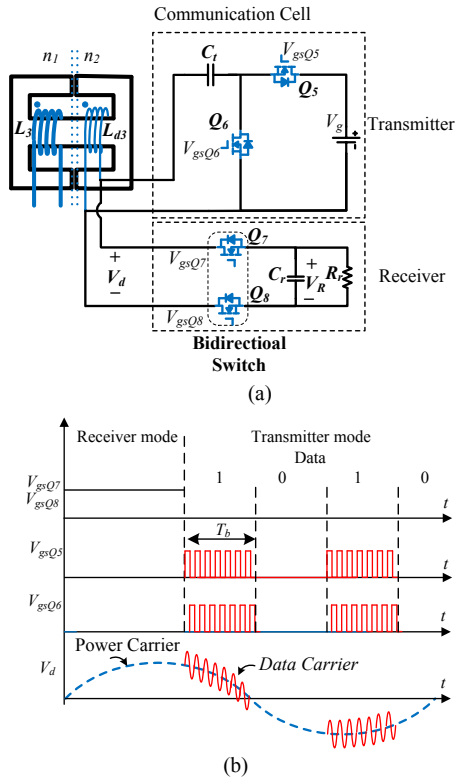 Communication Cell
n1 n2
Ct
VgsQ5
Q5
Q6
VgsQ6
Vg
Transmitter
L3
Ld3
Q7
VgsQ7
+
Vd
−
Cr
+
VR
−
Rr
Receiver
Q8
VgsQ8
Bidirectioal
Switch
(a)
Receiver mode
Transmitter mode
Data
1 0 1 0
VgsQ7
VgsQ8
t
Tb
VgsQ5
t
VgsQ6
t
Power Carrier
Data Carrier
Vd
t
(b)